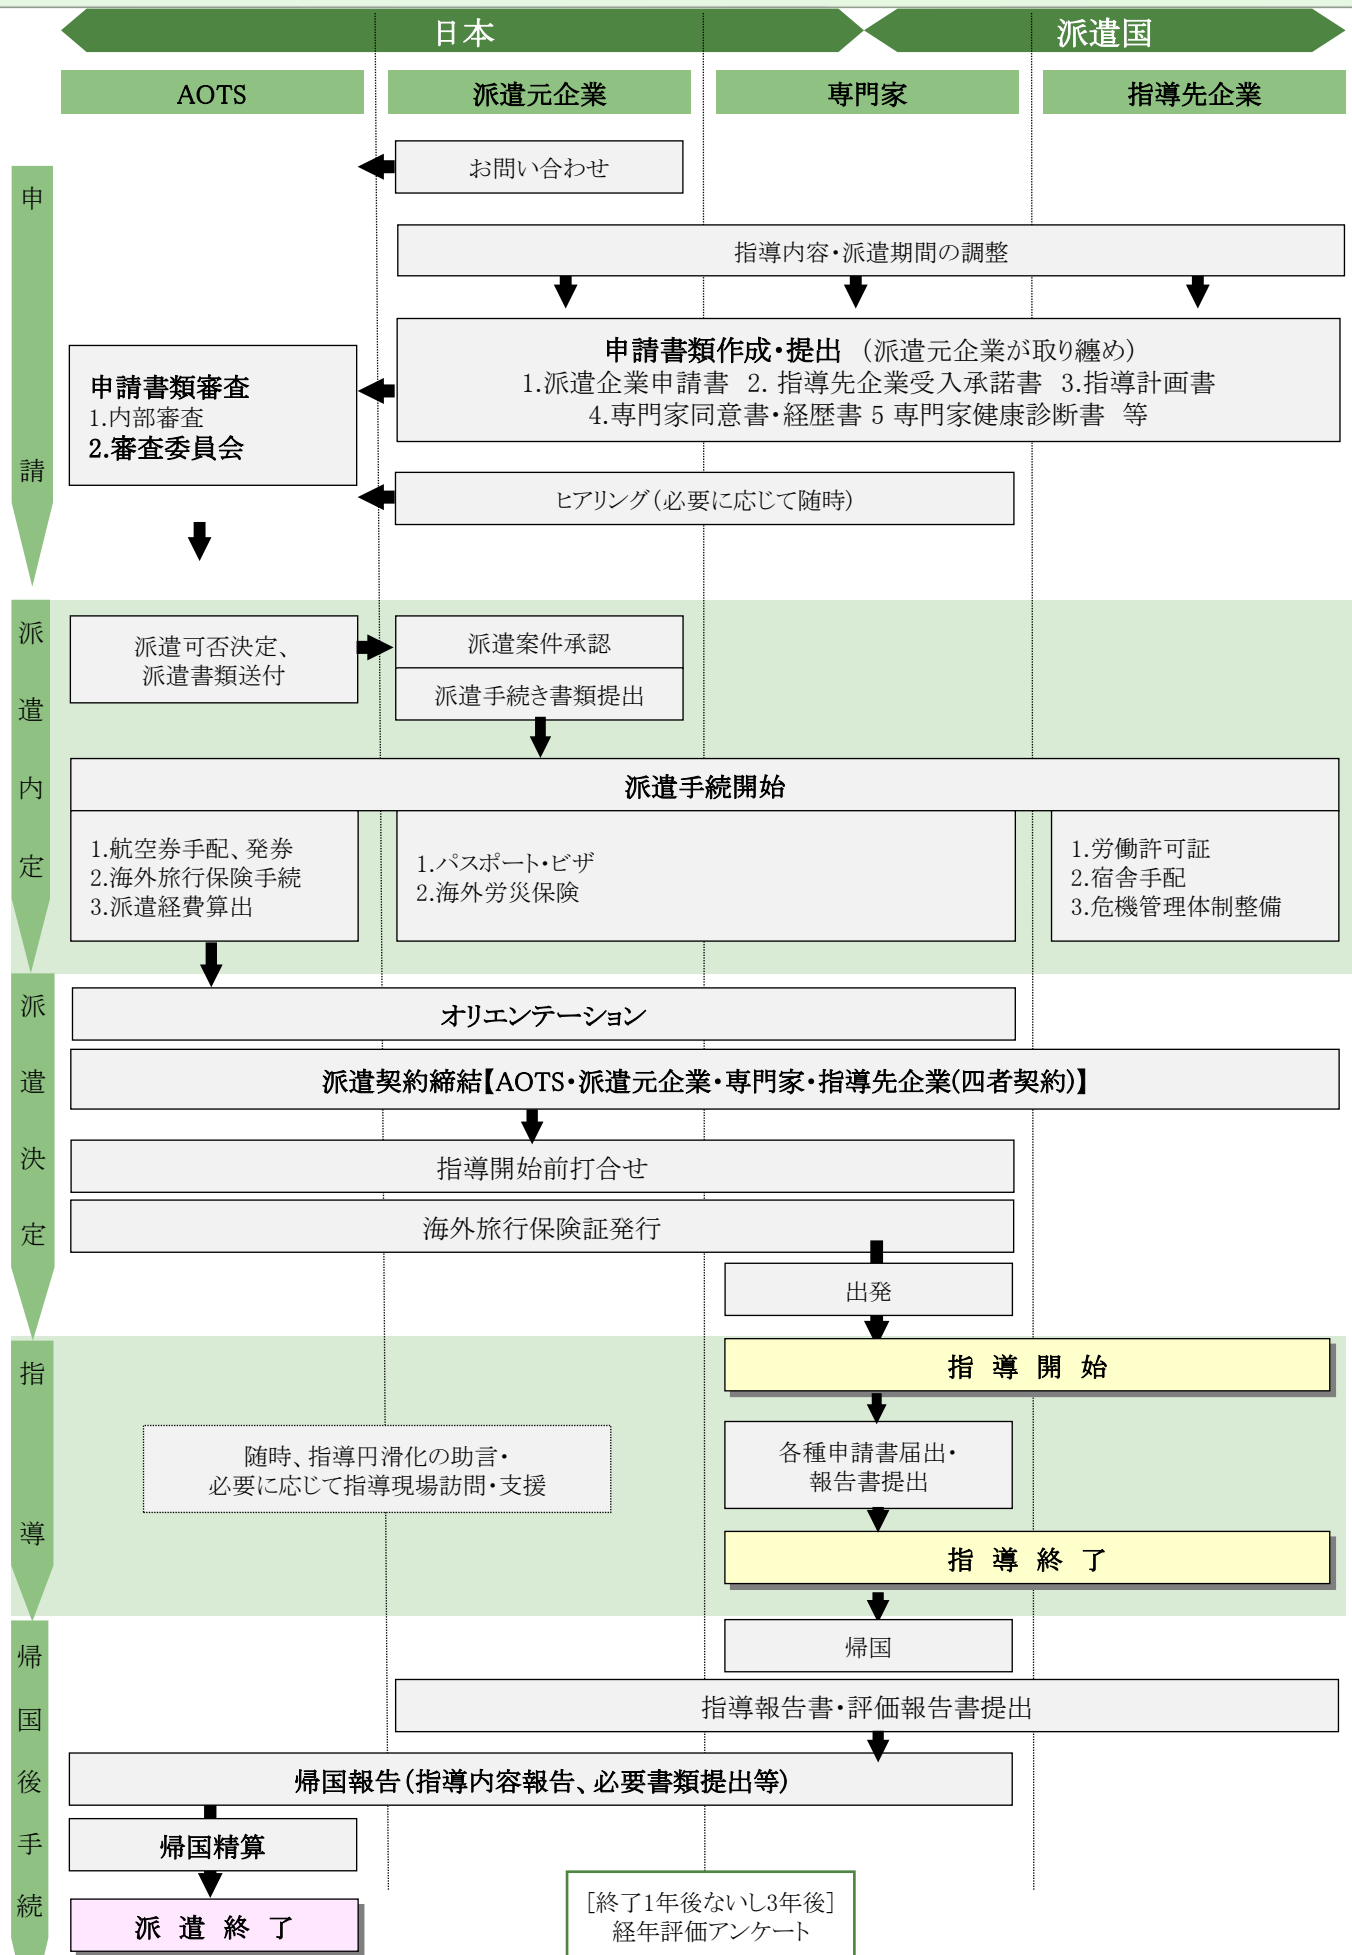 日本
派遣国
AOTS
派遣元企業
専門家
指導先企業
申請
お問い合わせ
指導内容・派遣期間の調整
申請書類作成・提出 （派遣元企業が取り纏め）
1.派遣企業申請書 2. 指導先企業受入承諾書 3.指導計画書
4.専門家同意書・経歴書 5 専門家健康診断書 等
申請書類審査
1.内部審査
2.審査委員会
ヒアリング（必要に応じて随時）
派遣内定
派遣可否決定、
派遣書類送付
派遣案件承認
派遣手続き書類提出
派遣手続開始
1.航空券手配、発券
2.海外旅行保険手続
3.派遣経費算出
1.パスポート・ビザ
2.海外労災保険
1.労働許可証
2.宿舎手配
3.危機管理体制整備
派遣決定
オリエンテーション
派遣契約締結【AOTS・派遣元企業・専門家・指導先企業(四者契約)】
指導開始前打合せ
海外旅行保険証発行
出発
指導
指 導 開 始
随時、指導円滑化の助言・
必要に応じて指導現場訪問・支援
各種申請書届出・
報告書提出
指 導 終 了
帰国後手続
帰国
指導報告書・評価報告書提出
帰国報告（指導内容報告、必要書類提出等）
帰国精算
派 遣 終 了
［終了1年後ないし3年後］
経年評価アンケート